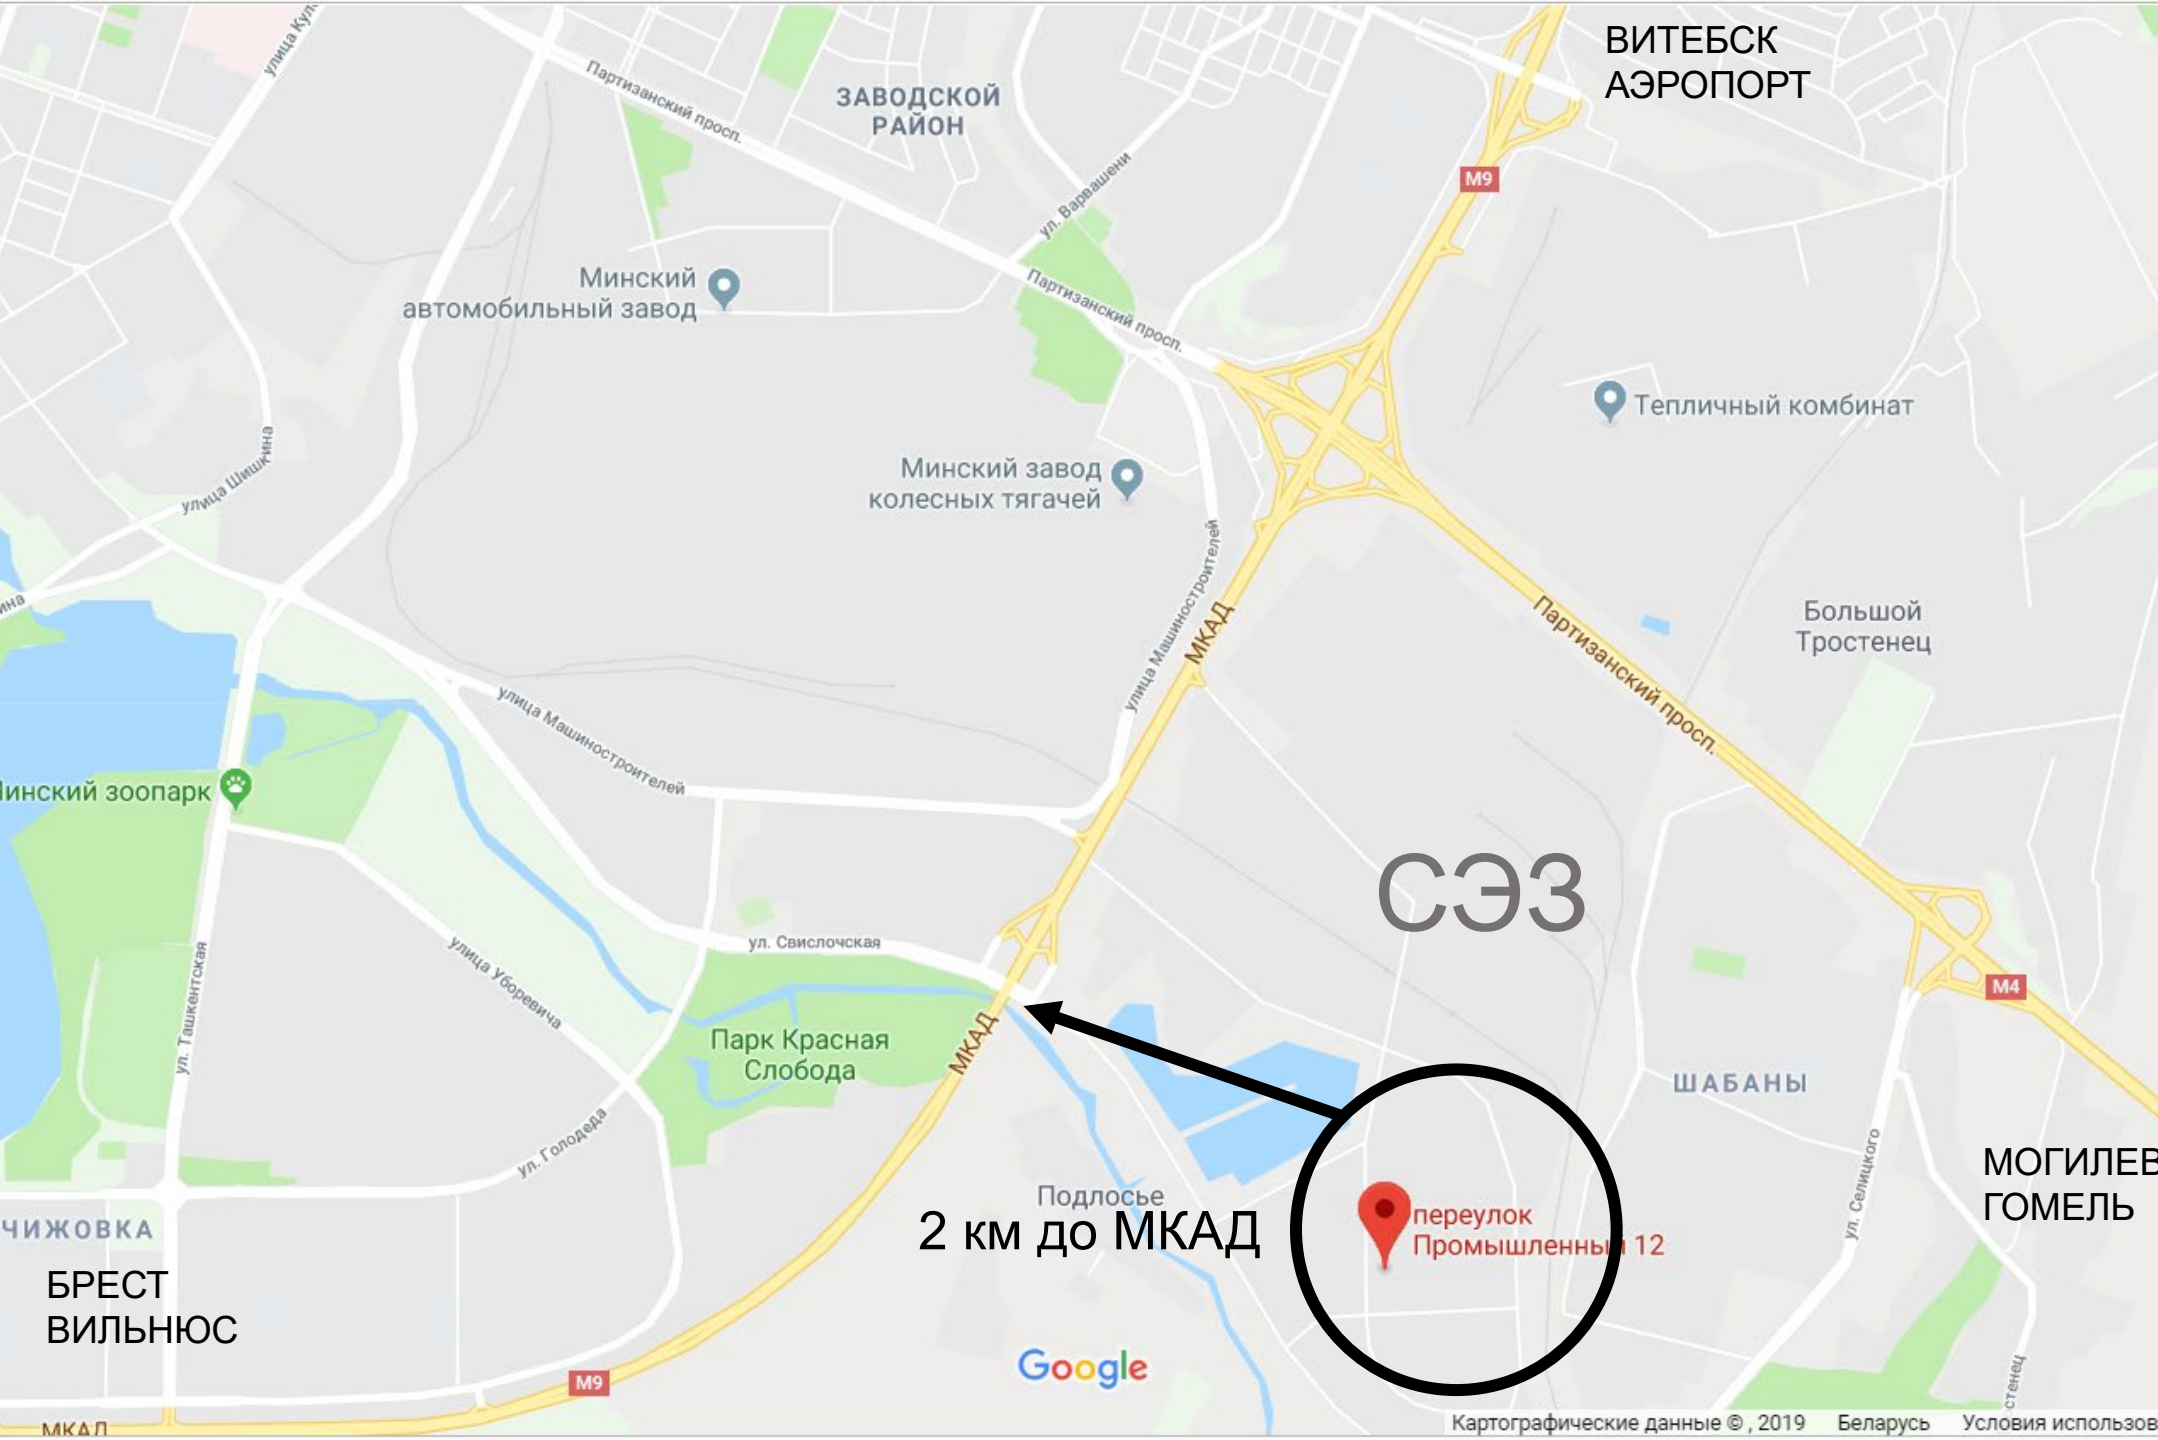 ВИТЕБСК
АЭРОПОРТ
Партизанский просп.
ЗАВОДСКОЙ
РАЙОН
ул. Варвашени
M9
Минский
автомобильный завод
Партизанский просп.
Тепличный комбинат
улица Шишкина
Минский завод
колесных тягачей
улица Машиностроителей
МКАД
Партизанский просп.
Большой
Тростенец
улица Машиностроителей
СЭЗ
ул. Свислочская
улица Уборевича
ул. Ташкентская
M4
Парк Красная
Слобода
МКАД
ШАБАНЫ
ул. Голодеда
ул. Селицкого
МОГИЛЕВ
ГОМЕЛЬ
Подлосье
2 км до МКАД
переулок
Промышленный 12
ЧИЖОВКА
БРЕСТ
ВИЛЬНЮС
Google
M9
МКАД
Картографические данные © , 2019 Беларусь Условия